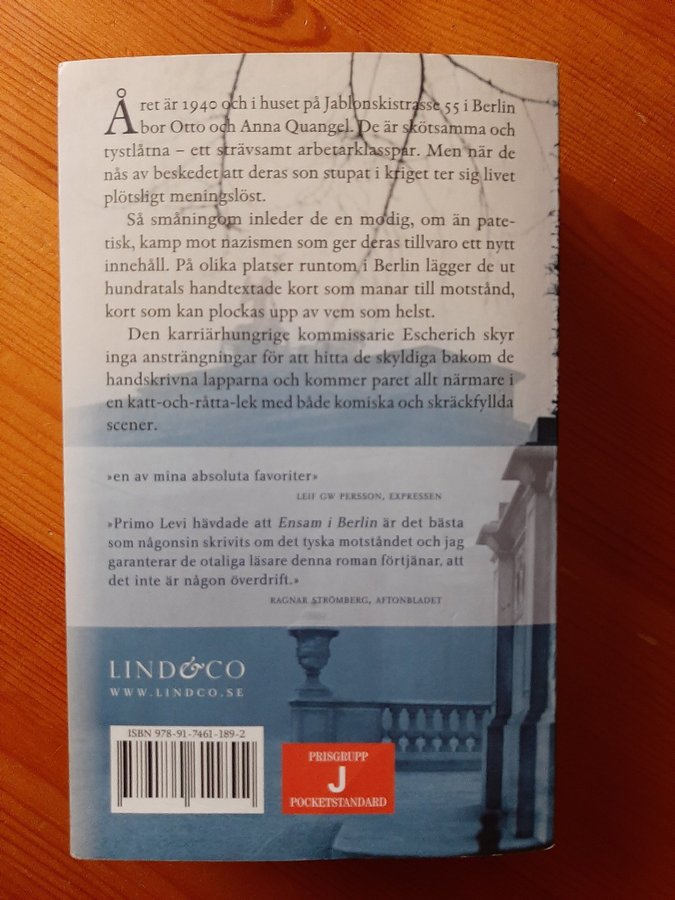 Året är 1940 och i huset på Jablonskistrasse 55 i Berlin
bor Otto och Anna Quangel. De är skötsamma och
tystlåtna – ett strävsamt arbetarklasspar. Men när de
nås av beskedet att deras son stupat i kriget ter sig livet
plötsligt meningslöst.
Så småningom inleder de en modig, om än pate-
tisk, kamp mot nazismen som ger deras tillvaro ett nytt
innehåll. På olika platser runtom i Berlin lägger de ut
hundratals handtextade kort som manar till motstånd,
kort som kan plockas upp av vem som helst.
Den karriärhungrige kommissarie Escherich skyr
inga ansträngningar för att hitta de skyldiga bakom de
handskrivna lapparna och kommer paret allt närmare i
en katt-och-råtta-lek med både komiska och skräckfyllda
scener.
»en av mina absoluta favoriter»
LEIF GW PERSSON, EXPRESSEN
»Primo Levi hävdade att Ensam i Berlin är det bästa
som någonsin skrivits om det tyska motståndet och jag
garanterar de otaliga läsare denna roman förtjänar, att
det inte är någon överdrift.»
RAGNAR STRÖMBERG, AFTONBLADET
LIND&CO
WWW.LINDCO.SE
ISBN 978-91-7461-189-2
PRISGRUPP
J
POCKETSTANDARD